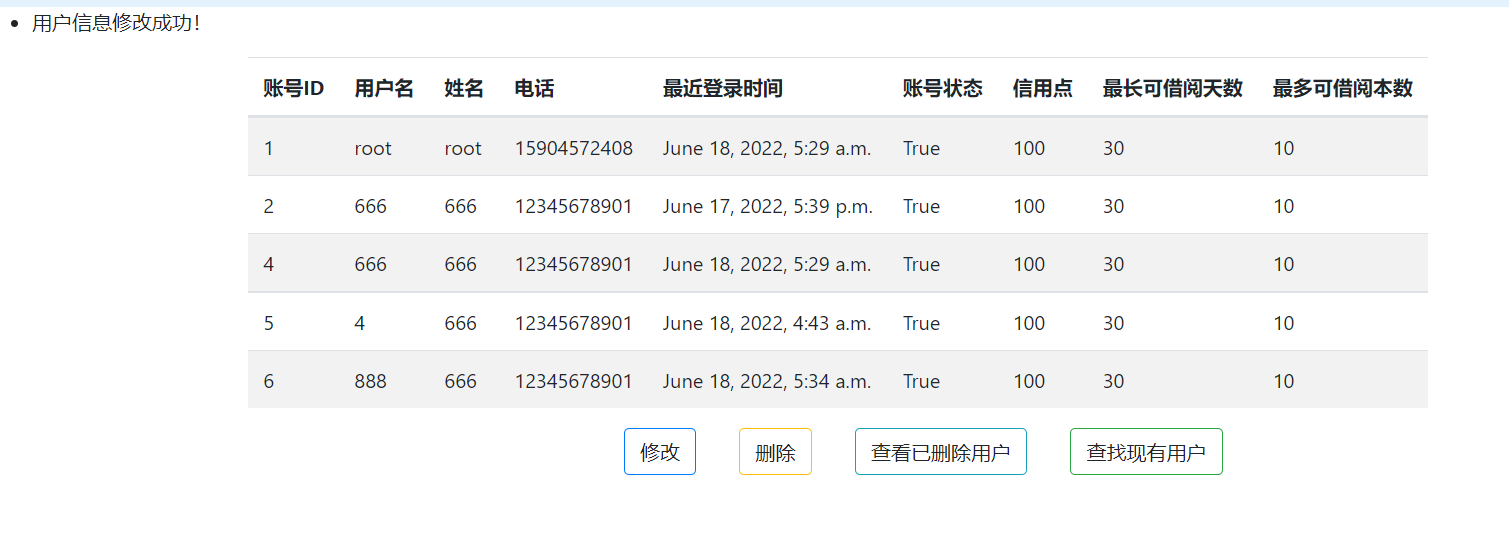 用户信息修改成功！
账号ID 用户名 姓名 电话 最近登录时间 账号状态 信用点 最长可借阅天数 最多可借阅本数
1 root root 15904572408 June 18, 2022, 5:29 a.m. True 100 30 10
2 666 666 12345678901 June 17, 2022, 5:39 p.m. True 100 30 10
4 666 666 12345678901 June 18, 2022, 5:29 a.m. True 100 30 10
5 4 666 12345678901 June 18, 2022, 4:43 a.m. True 100 30 10
6 888 666 12345678901 June 18, 2022, 5:34 a.m. True 100 30 10
修改 删除 查看已删除用户 查找现有用户